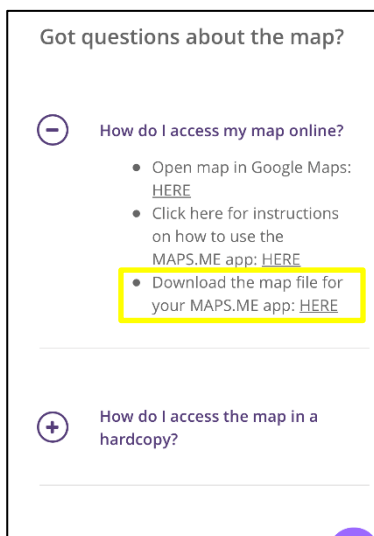 Got questions about the map?
How do I access my map online?
Open map in Google Maps:
HERE
Click here for instructions
on how to use the
MAPS.ME app: HERE
Download the map file for
your MAPS.ME app: HERE
How do I access the map in a
hardcopy?